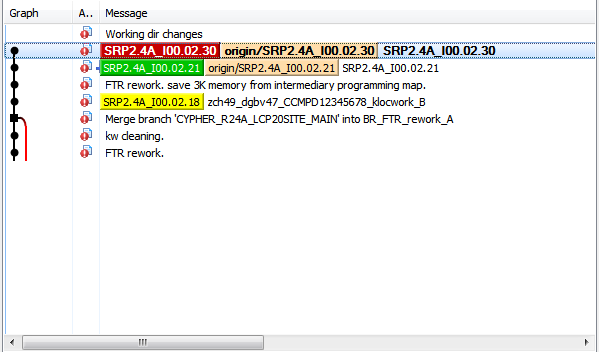 Graph A.. Message
Working dir changes
SRP2.4A_I00.02.30 origin/SRP2.4A_I00.02.30 SRP2.4A_I00.02.30
SRP2.4A_I00.02.21 origin/SRP2.4A_I00.02.21 SRP2.4A_I00.02.21
FTR rework. save 3K memory from intermediary programming map.
SRP2.4A_I00.02.18 zch49_dgbv47_CCMPD12345678_klocwork_B
Merge branch 'CYPHER_R24A_LCP20SITE_MAIN' into BR_FTR_rework_A
kw cleaning.
FTR rework.